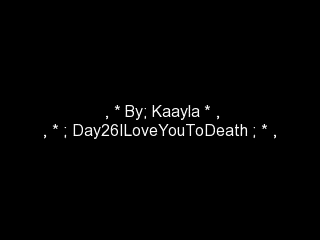 , * By; Kaayla * ,
, * ; Day26ILoveYouToDeath ; * ,